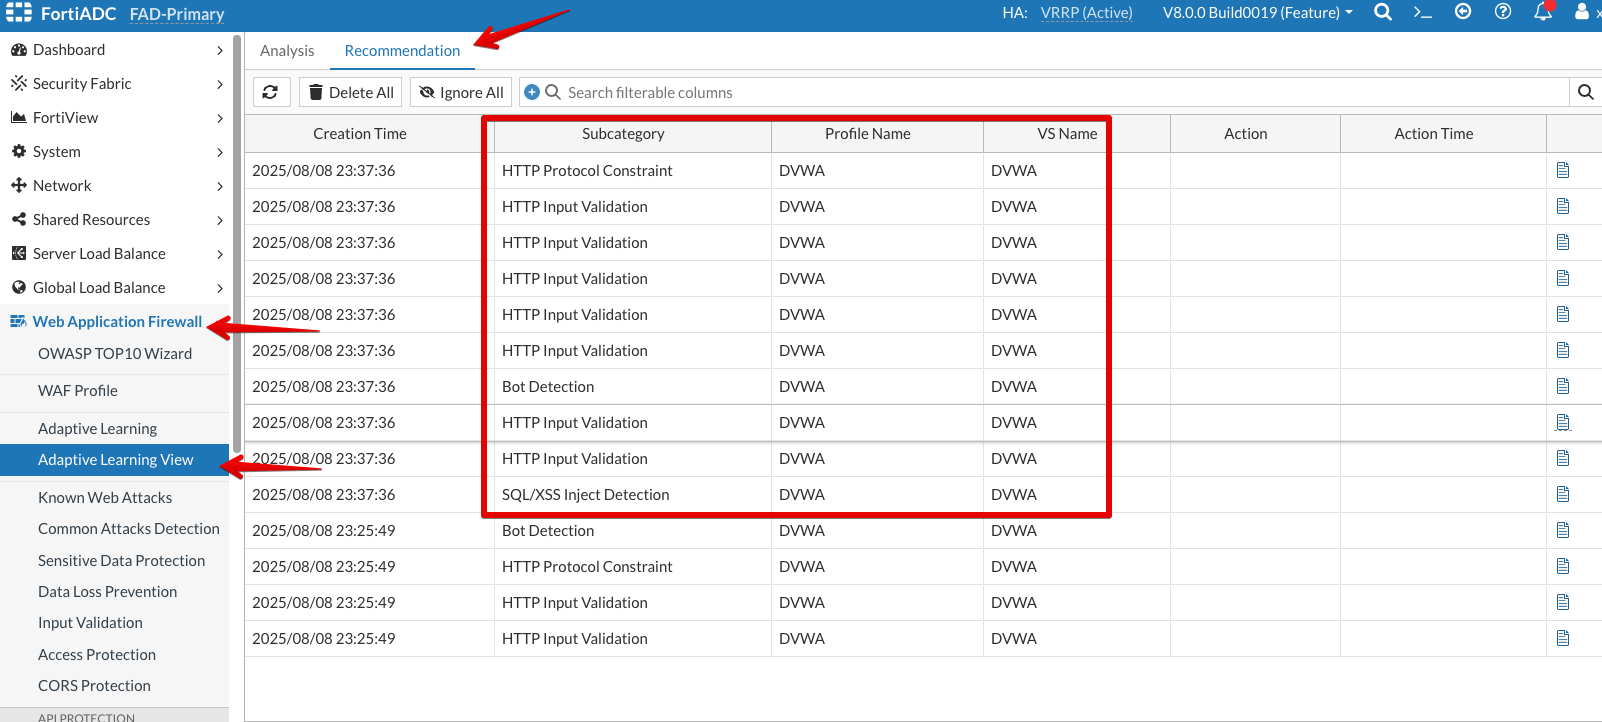 FortiADC FAD-Primary HA: VRRP (Active) V8.0.0 Build0019 (Feature)
Dashboard
Security Fabric
FortiView
System
Network
Shared Resources
Server Load Balance
Global Load Balance
Web Application Firewall
OWASP TOP10 Wizard
WAF Profile
Adaptive Learning
Adaptive Learning View
Known Web Attacks
Common Attacks Detection
Sensitive Data Protection
Data Loss Prevention
Input Validation
Access Protection
CORS Protection
API PROTECTION
Analysis Recommendation
Delete All Ignore All Search filterable columns
Creation Time Subcategory Profile Name VS Name Action Action Time
2025/08/08 23:37:36 HTTP Protocol Constraint DVWA DVWA
2025/08/08 23:37:36 HTTP Input Validation DVWA DVWA
2025/08/08 23:37:36 HTTP Input Validation DVWA DVWA
2025/08/08 23:37:36 HTTP Input Validation DVWA DVWA
2025/08/08 23:37:36 HTTP Input Validation DVWA DVWA
2025/08/08 23:37:36 HTTP Input Validation DVWA DVWA
2025/08/08 23:37:36 Bot Detection DVWA DVWA
2025/08/08 23:37:36 HTTP Input Validation DVWA DVWA
2025/08/08 23:37:36 HTTP Input Validation DVWA DVWA
2025/08/08 23:37:36 SQL/XSS Inject Detection DVWA DVWA
2025/08/08 23:25:49 Bot Detection DVWA DVWA
2025/08/08 23:25:49 HTTP Protocol Constraint DVWA DVWA
2025/08/08 23:25:49 HTTP Input Validation DVWA DVWA
2025/08/08 23:25:49 HTTP Input Validation DVWA DVWA